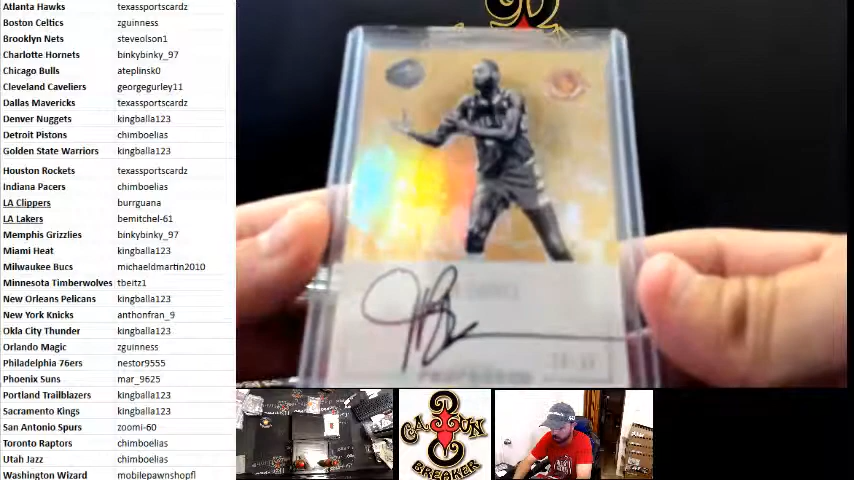 Atlanta Hawks texassportscardz
Boston Celtics zguinness
Brooklyn Nets steveolson1
Charlotte Hornets binkybinky_97
Chicago Bulls ateplinsk0
Cleveland Caveliers georgegurley11
Dallas Mavericks texassportscardz
Denver Nuggets kingballa123
Detroit Pistons chimboelias
Golden State Warriors kingballa123
Houston Rockets texassportscardz
Indiana Pacers chimboelias
LA Clippers burrguana
LA Lakers bemitchel-61
Memphis Grizzlies binkybinky_97
Miami Heat kingballa123
Milwaukee Bucs michaeldmartin2010
Minnesota Timberwolves tbeitz1
New Orleans Pelicans kingballa123
New York Knicks anthonfran_9
Okla City Thunder kingballa123
Orlando Magic zguinness
Philadelphia 76ers nestor9555
Phoenix Suns mar_9625
Portland Trailblazers kingballa123
Sacramento Kings kingballa123
San Antonio Spurs zoomi-60
Toronto Raptors chimboelias
Utah Jazz chimboelias
Washington Wizard mobilepawnshopfl
CAJUN
BREAKER